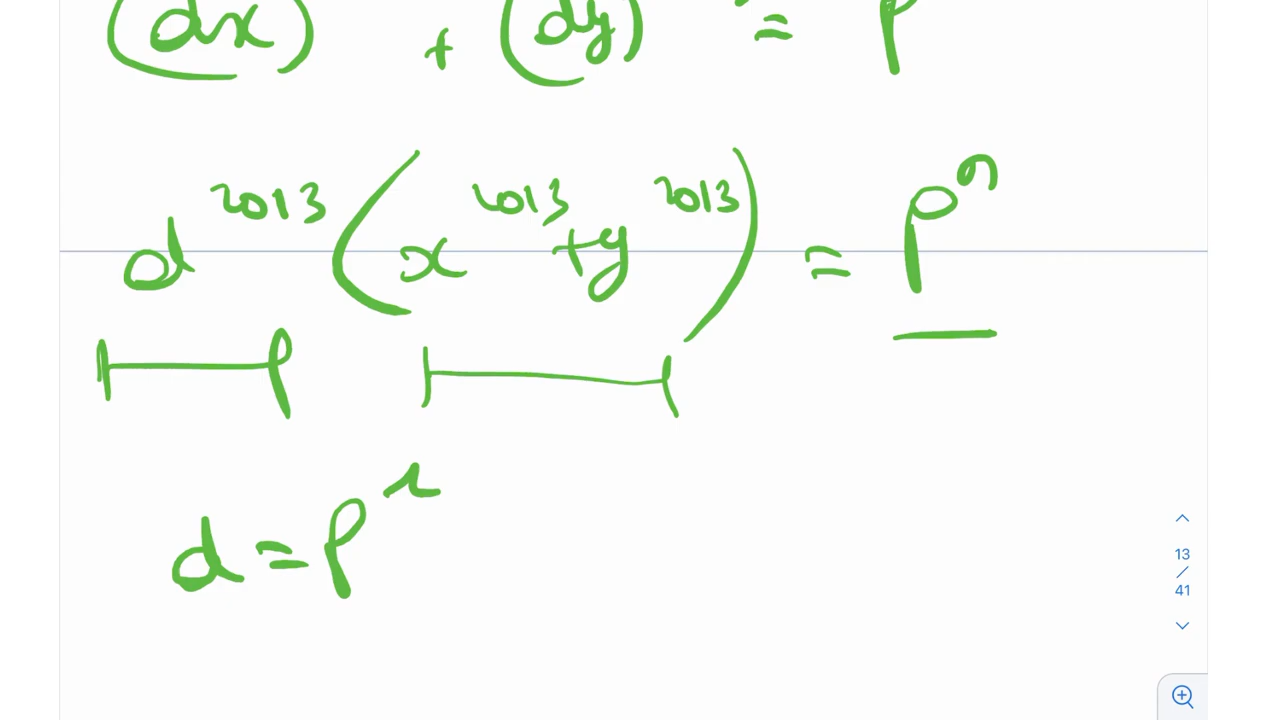 (dx) + (dy) = p
d^2013 (x^2013 + y^2013) = p^n
d = p^r
13
/
41